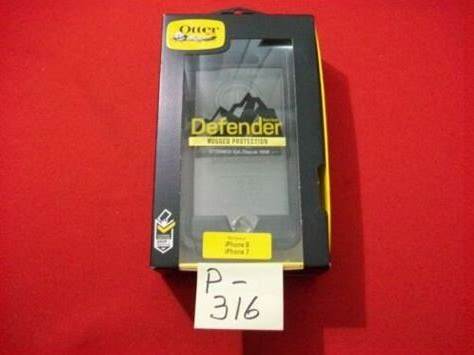 Otter
Defender
RUGGED PROTECTION
iPhone 8
iPhone 7
P-
316